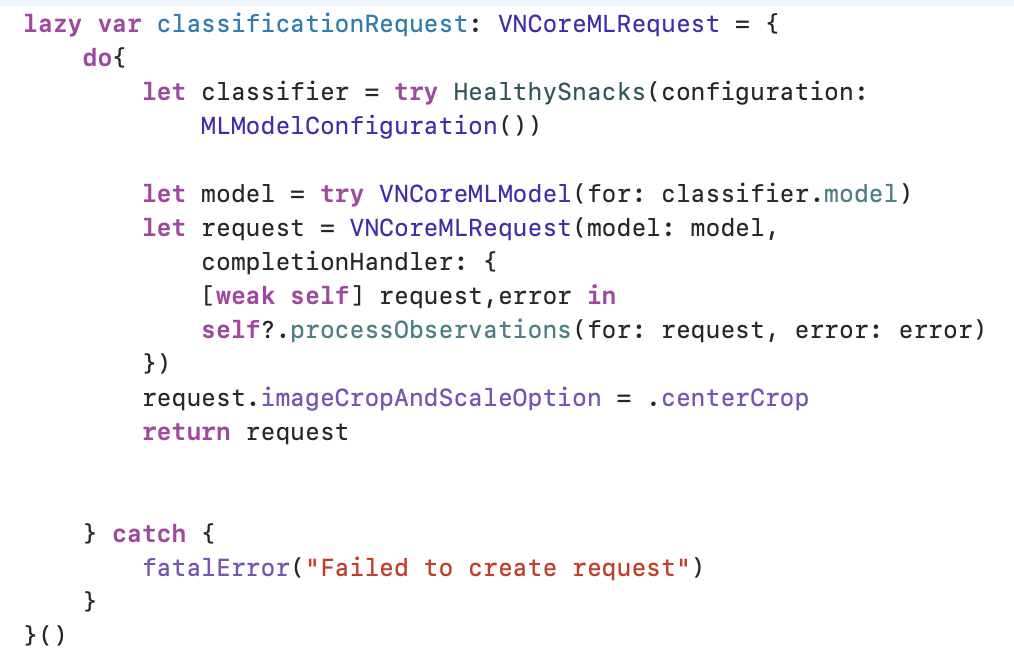 lazy var classificationRequest: VNCoreMLRequest = {
    do{
        let classifier = try HealthySnacks(configuration:
            MLModelConfiguration())

        let model = try VNCoreMLModel(for: classifier.model)
        let request = VNCoreMLRequest(model: model,
            completionHandler: {
            [weak self] request,error in
            self?.processObservations(for: request, error: error)
        })
        request.imageCropAndScaleOption = .centerCrop
        return request


    } catch {
        fatalError("Failed to create request")
    }
}()